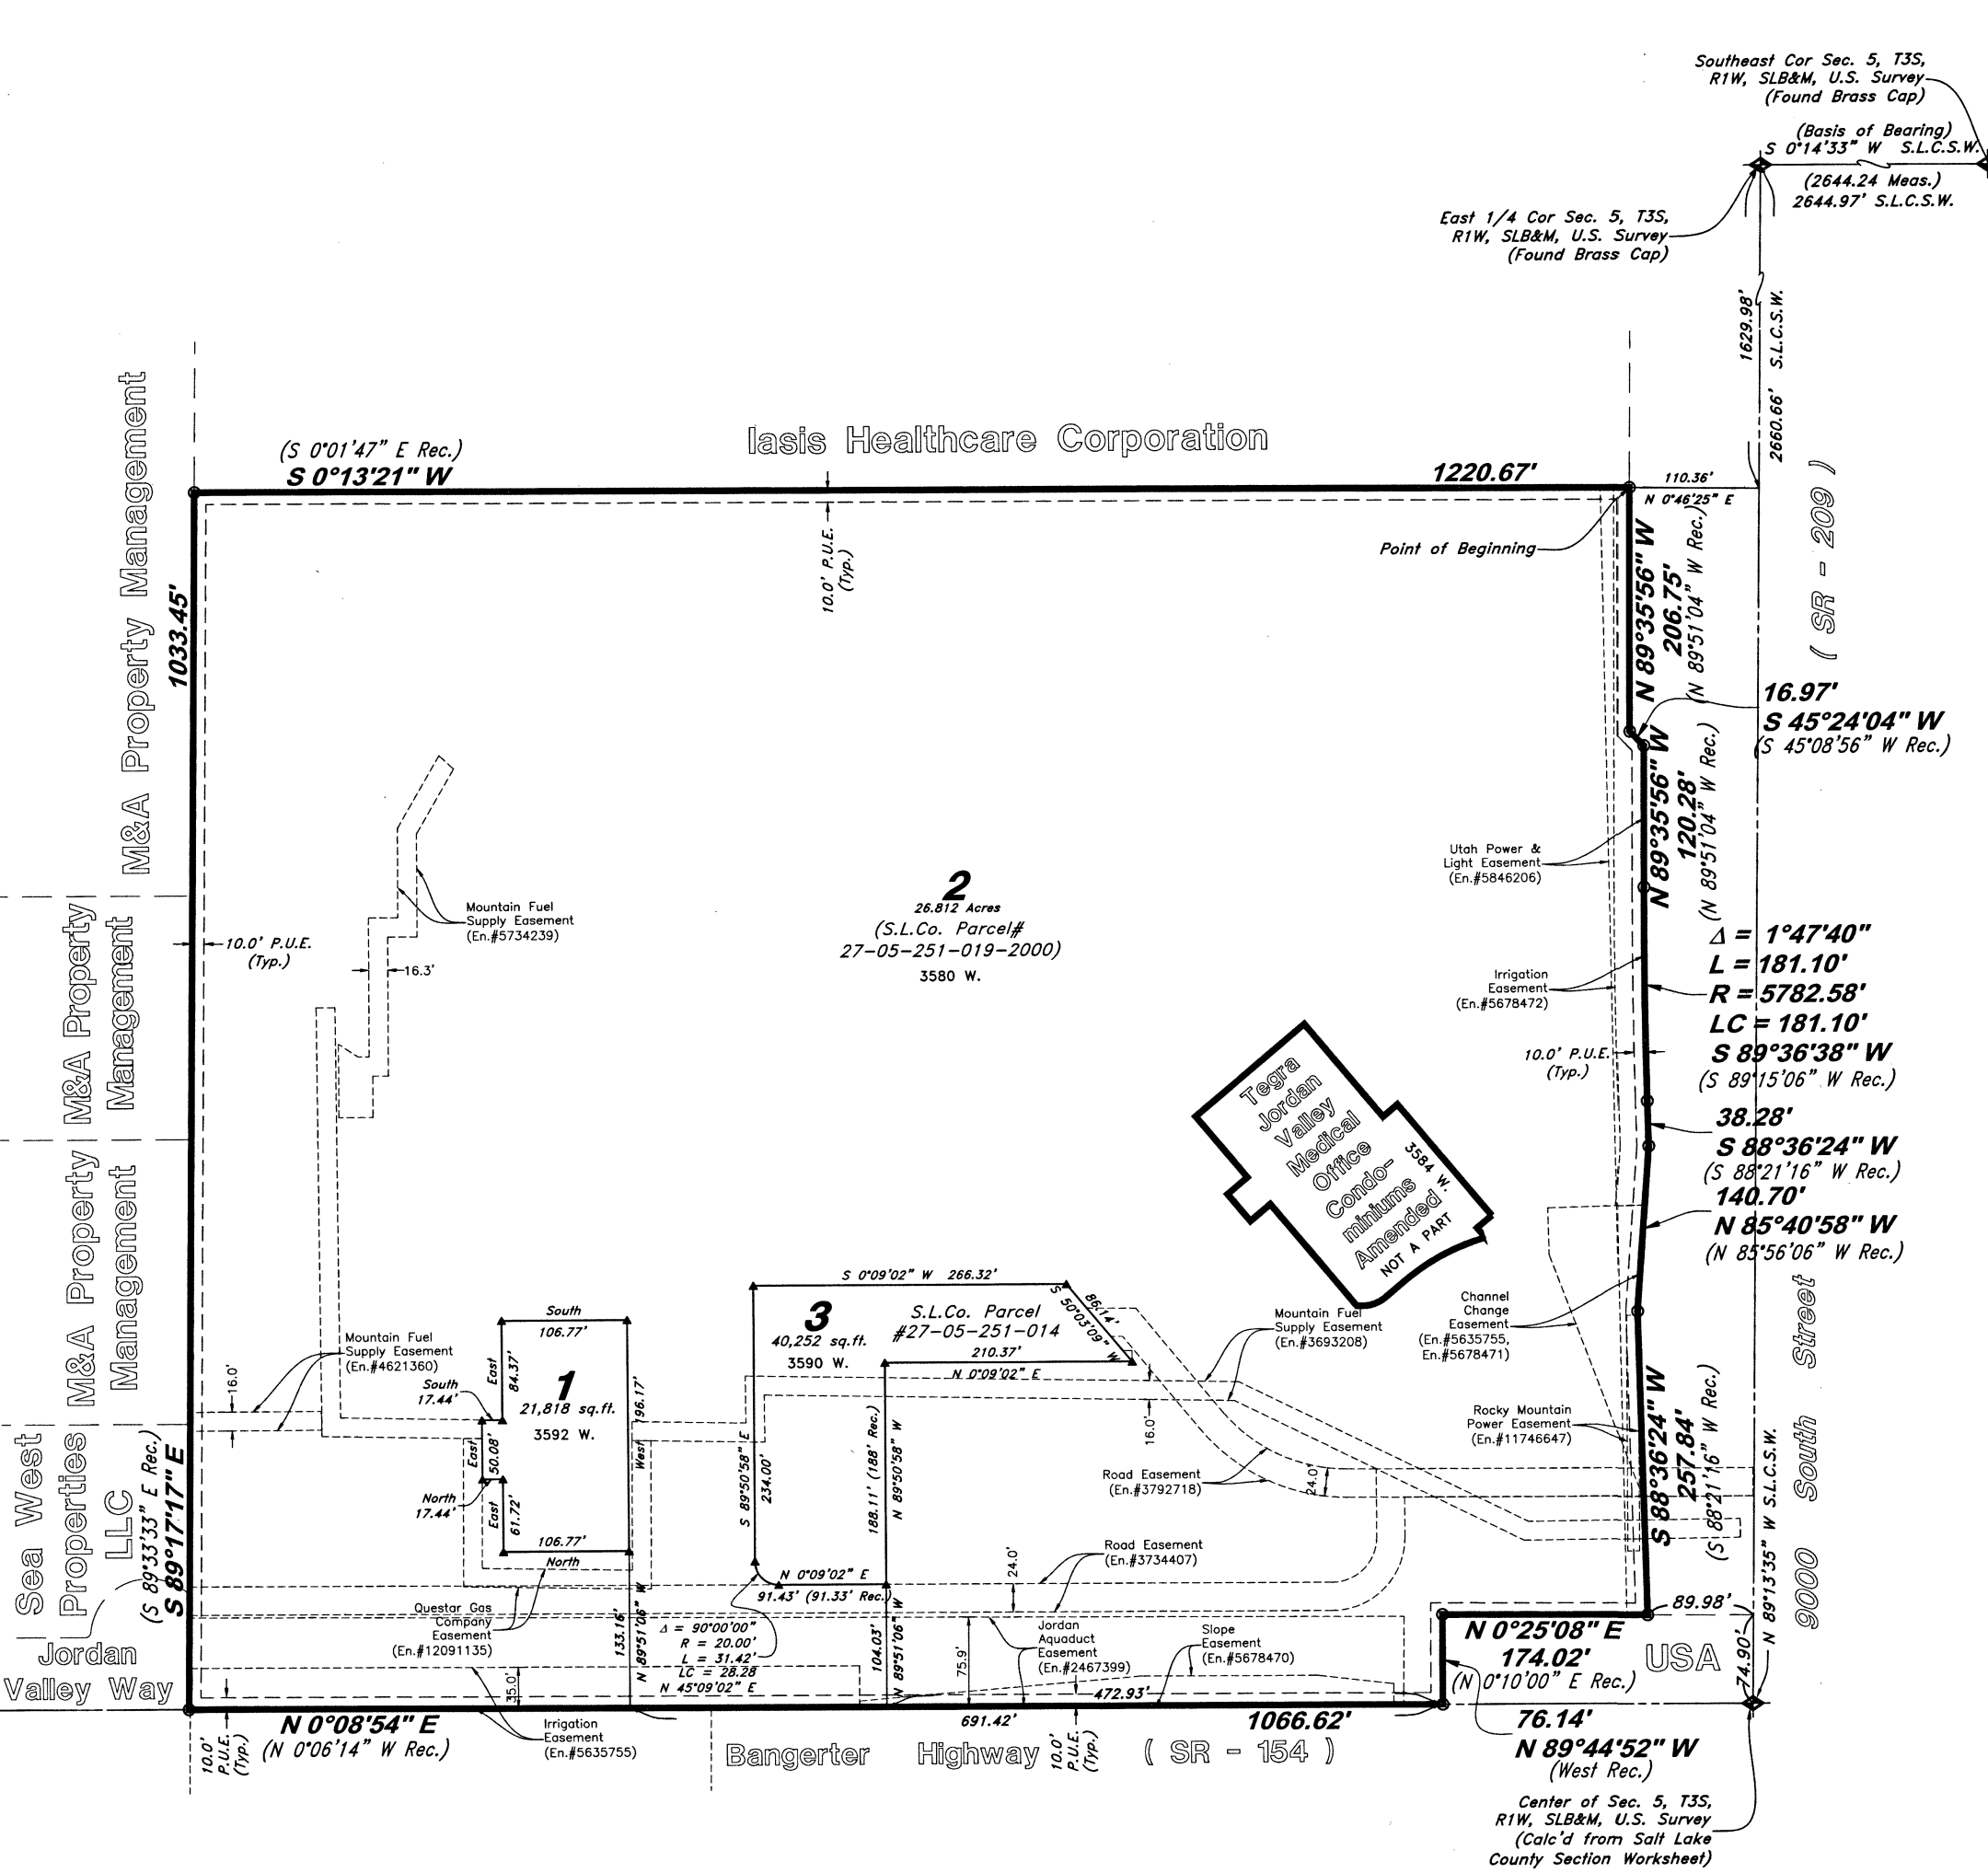 Southeast Cor Sec. 5, T3S,
R1W, SLB&M, U.S. Survey
(Found Brass Cap)
(Basis of Bearing)
S 0°14'33" W S.L.C.S.W.
(2644.24 Meas.)
2644.97' S.L.C.S.W.
East 1/4 Cor Sec. 5, T3S,
R1W, SLB&M, U.S. Survey
(Found Brass Cap)
1629.98'
2660.66' S.L.C.S.W.
Iasis Healthcare Corporation
(S 0°01'47" E Rec.)
S 0°13'21" W
1220.67'
110.36'
N 0°46'25" E
Point of Beginning
10.0' P.U.E.
(Typ.)
N 89°35'56" W
206.75'
(N 89°51'04" W Rec.)
( SR - 209 )
16.97'
S 45°24'04" W
(S 45°08'56" W Rec.)
N 89°35'56" W
120.28'
(N 89°51'04" W Rec.)
M&A Property Management
1033.45'
Utah Power &
Light Easement
(En.#5846206)
2
26.812 Acres
(S.L.Co. Parcel#
27-05-251-019-2000)
3580 W.
Mountain Fuel
Supply Easement
(En.#5734239)
16.3'
10.0' P.U.E.
(Typ.)
M&A Property
Management
Δ = 1°47'40"
L = 181.10'
R = 5782.58'
LC = 181.10'
S 89°36'38" W
(S 89°15'06" W Rec.)
Irrigation
Easement
(En.#5678472)
10.0' P.U.E.
(Typ.)
38.28'
S 88°36'24" W
(S 88°21'16" W Rec.)
140.70'
N 85°40'58" W
(N 85°56'06" W Rec.)
Tegra
Jordan
Valley
Medical
Office
Condo-
miniums
Amended
3584 W.
NOT A PART
M&A Property
Management
S 0°09'02" W 266.32'
3
40,252 sq.ft.
3590 W.
S.L.Co. Parcel
#27-05-251-014
86.14'
S 50°03'09" W
210.37'
N 0°09'02" E
Mountain Fuel
Supply Easement
(En.#3693208)
Channel
Change
Easement
(En.#5635755,
En.#5678471)
South
106.77'
Mountain Fuel
Supply Easement
(En.#4621360)
16.0'
South
17.44'
East
84.37'
1
21,818 sq.ft.
3592 W.
196.17'
West
East
50.08'
North
17.44'
East
61.72'
106.77'
North
S 89°50'58" E
234.00'
188.11' (188' Rec.)
N 89°50'58" W
16.0'
Rocky Mountain
Power Easement
(En.#11746647)
Road Easement
(En.#3792718)
24.0'
S 88°36'24" W
257.84'
(S 88°21'16" W Rec.)
9000 South Street
N 89°13'35" W S.L.C.S.W.
Sea West
Properties
LLC
(S 89°33'33" E Rec.)
S 89°17'17" E
Road Easement
(En.#3734407)
24.0'
N 0°09'02" E
91.43' (91.33' Rec.)
Questar Gas
Company
Easement
(En.#12091135)
133.16'
N 89°51'06" W
Δ = 90°00'00"
R = 20.00'
L = 31.42'
LC = 28.28
N 45°09'02" E
104.03'
N 89°51'06" W
75.9'
Jordan
Aquaduct
Easement
(En.#2467399)
Slope
Easement
(En.#5678470)
89.98'
N 0°25'08" E
174.02'
(N 0°10'00" E Rec.)
USA
74.90'
Jordan
Valley Way
35.0'
472.93'
N 0°08'54" E
(N 0°06'14" W Rec.)
10.0'
P.U.E.
(Typ.)
Irrigation
Easement
(En.#5635755)
691.42'
1066.62'
Bangerter Highway ( SR - 154 )
10.0'
P.U.E.
(Typ.)
76.14'
N 89°44'52" W
(West Rec.)
Center of Sec. 5, T3S,
R1W, SLB&M, U.S. Survey
(Calc'd from Salt Lake
County Section Worksheet)